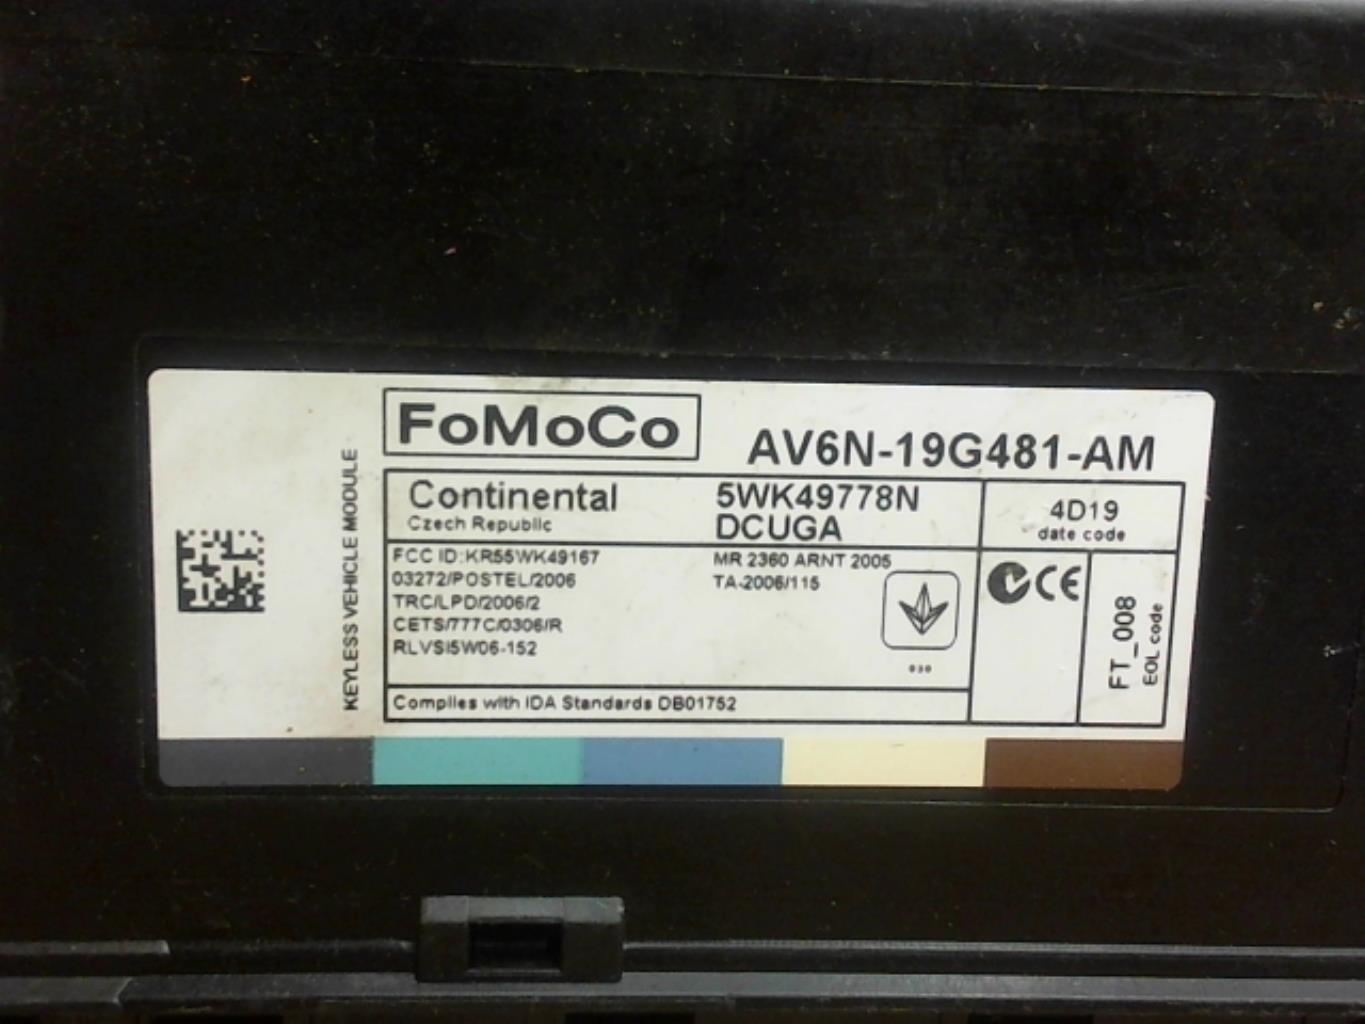 FoMoCo
AV6N-19G481-AM
KEYLESS VEHICLE MODULE
Continental
Czech Republic
5WK49778N
DCUGA
4D19
date code
FCC ID:KR55WK49167
03272/POSTEL/2006
TRC/LPD/2006/2
CETS/777C/0306/R
RLVSI5W06-152
MR 2360 ARNT 2005
TA-2006/115
030
CE
FT_008
EOL code
Complies with IDA Standards DB01752